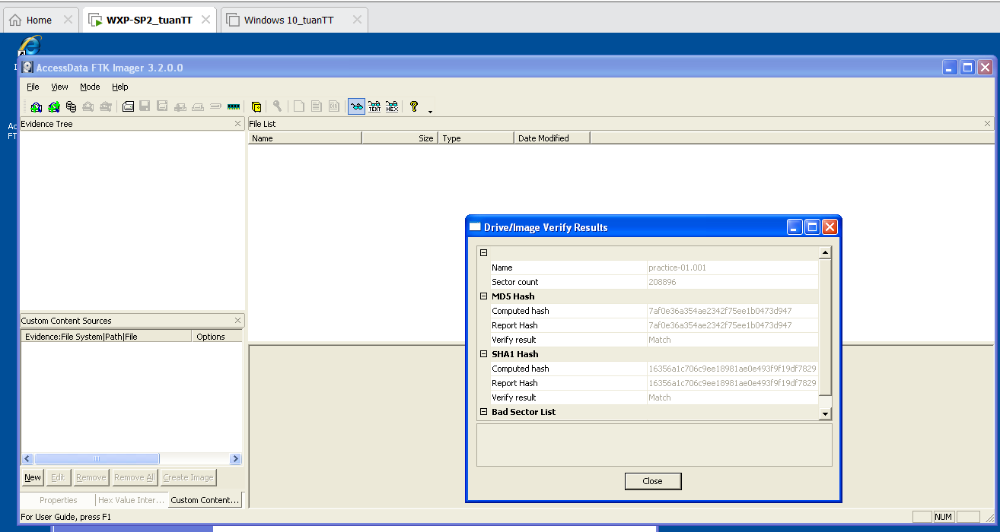 Home
WXP-SP2_tuanTT
Windows 10_tuanTT
AccessData FTK Imager 3.2.0.0
File View Mode Help
TEXT HEX
Evidence Tree
File List
Name Size Type Date Modified
Ac
FT
Drive/Image Verify Results
Name practice-01.001
Sector count 208896
MD5 Hash
Computed hash 7af0e36a354ae2342f75ee1b0473d947
Report Hash 7af0e36a354ae2342f75ee1b0473d947
Verify result Match
SHA1 Hash
Computed hash 16356a1c706c9ee18981ae0e493f9f19df7829
Report Hash 16356a1c706c9ee18981ae0e493f9f19df7829
Verify result Match
Bad Sector List
Close
Custom Content Sources
Evidence:File System|Path|File Options
New Edit Remove Remove All Create Image
Properties Hex Value Inter... Custom Content...
For User Guide, press F1
NUM